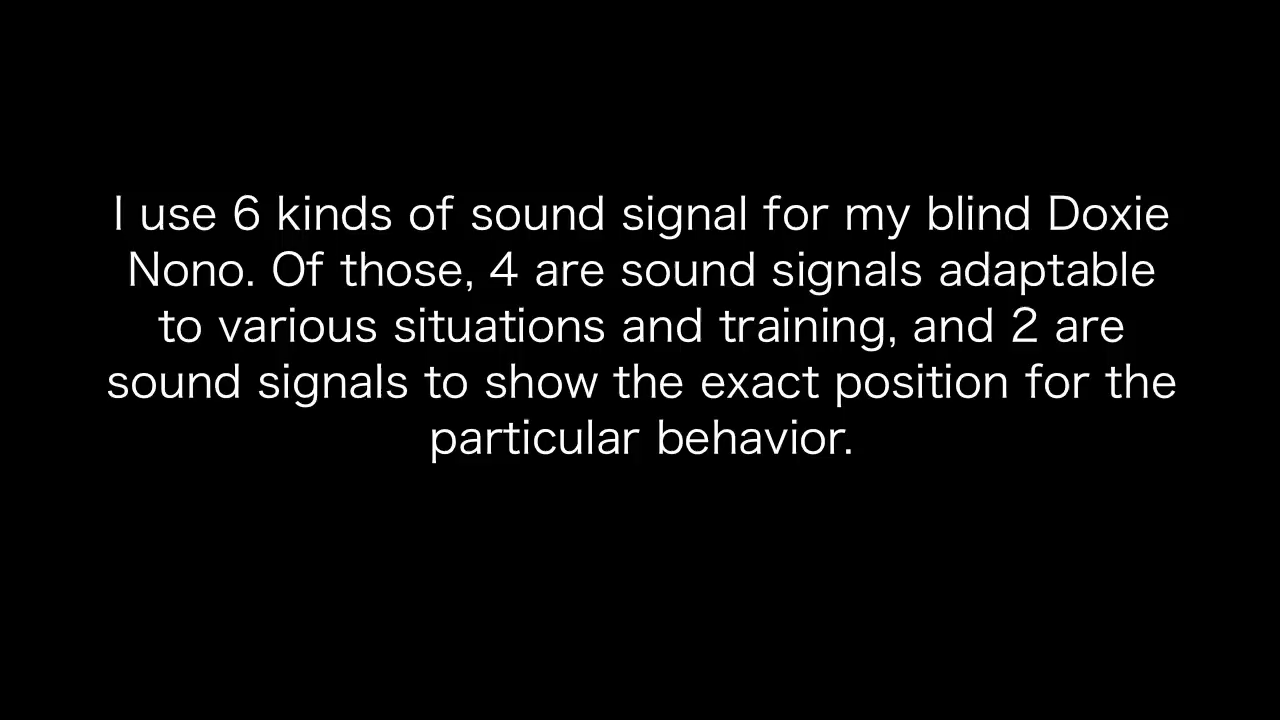 I use 6 kinds of sound signal for my blind Doxie
Nono. Of those, 4 are sound signals adaptable
to various situations and training, and 2 are
sound signals to show the exact position for the
particular behavior.